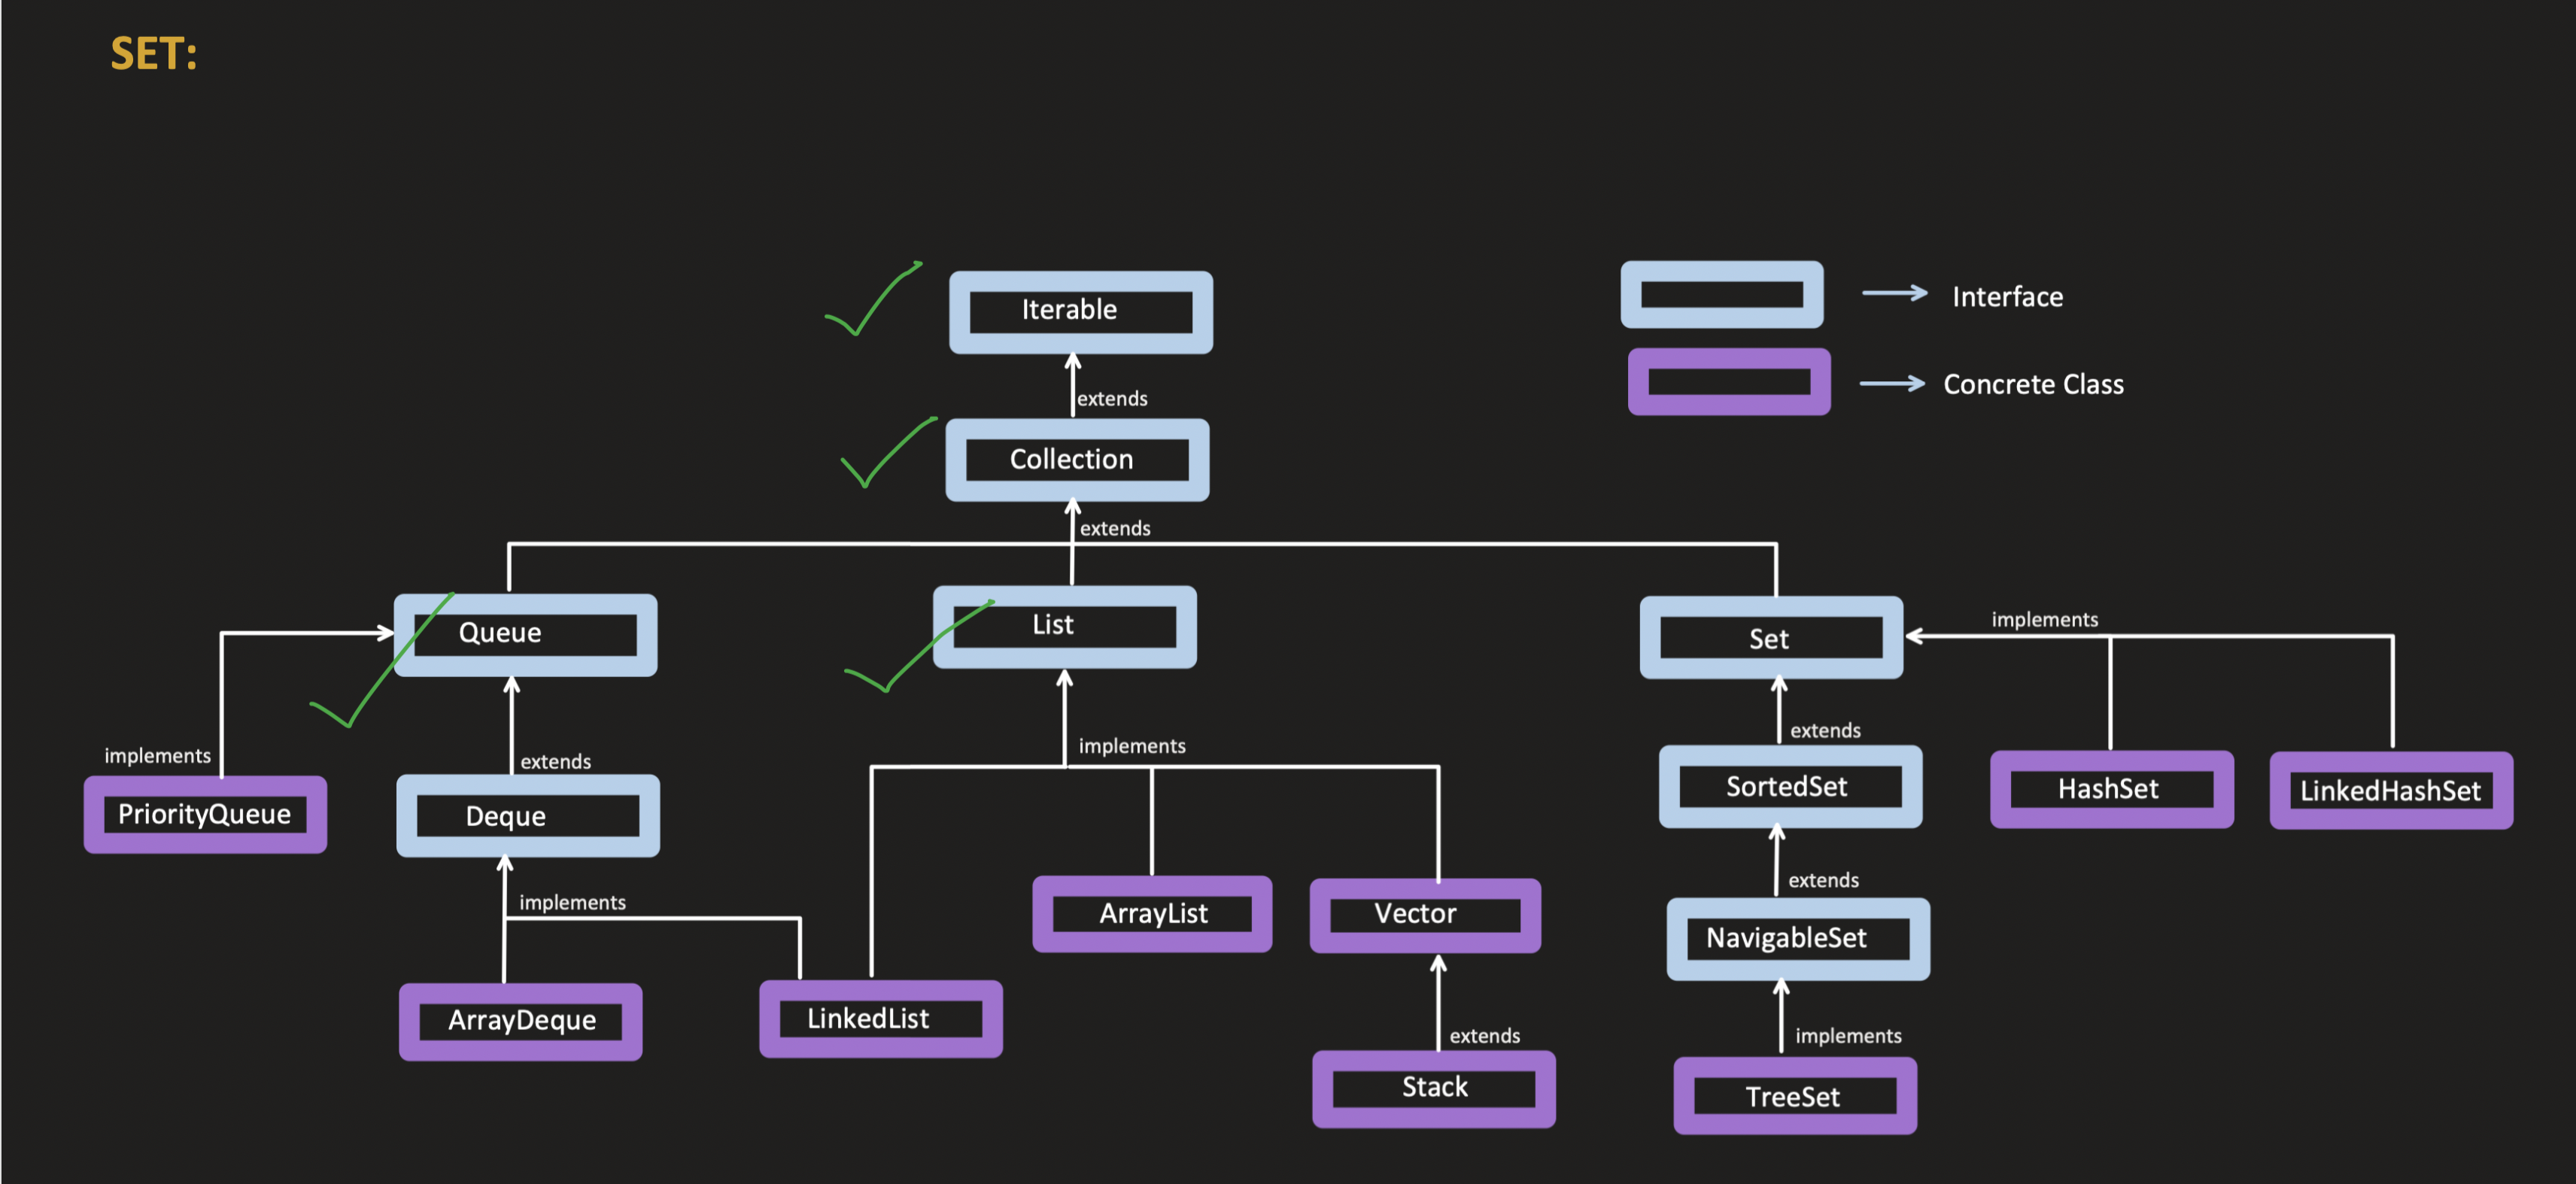 SET:
Iterable
Interface
Concrete Class
extends
Collection
extends
Queue
List
Set
implements
implements
extends
implements
extends
PriorityQueue
Deque
SortedSet
HashSet
LinkedHashSet
implements
extends
ArrayList
Vector
NavigableSet
ArrayDeque
LinkedList
extends
implements
Stack
TreeSet